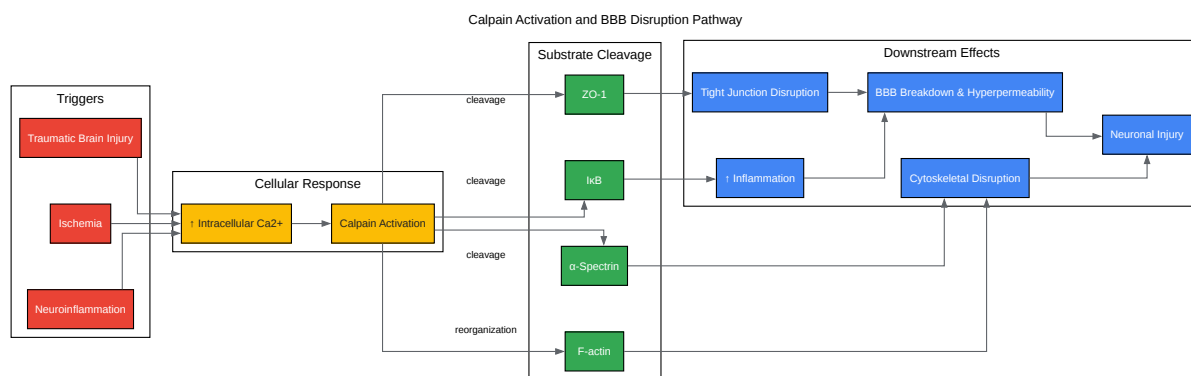 Calpain Activation and BBB Disruption Pathway
Triggers
Traumatic Brain Injury
Ischemia
Neuroinflammation
Cellular Response
↑ Intracellular Ca2+
Calpain Activation
cleavage
cleavage
cleavage
reorganization
Substrate Cleavage
ZO-1
IκB
α-Spectrin
F-actin
Downstream Effects
Tight Junction Disruption
BBB Breakdown & Hyperpermeability
Neuronal Injury
↑ Inflammation
Cytoskeletal Disruption